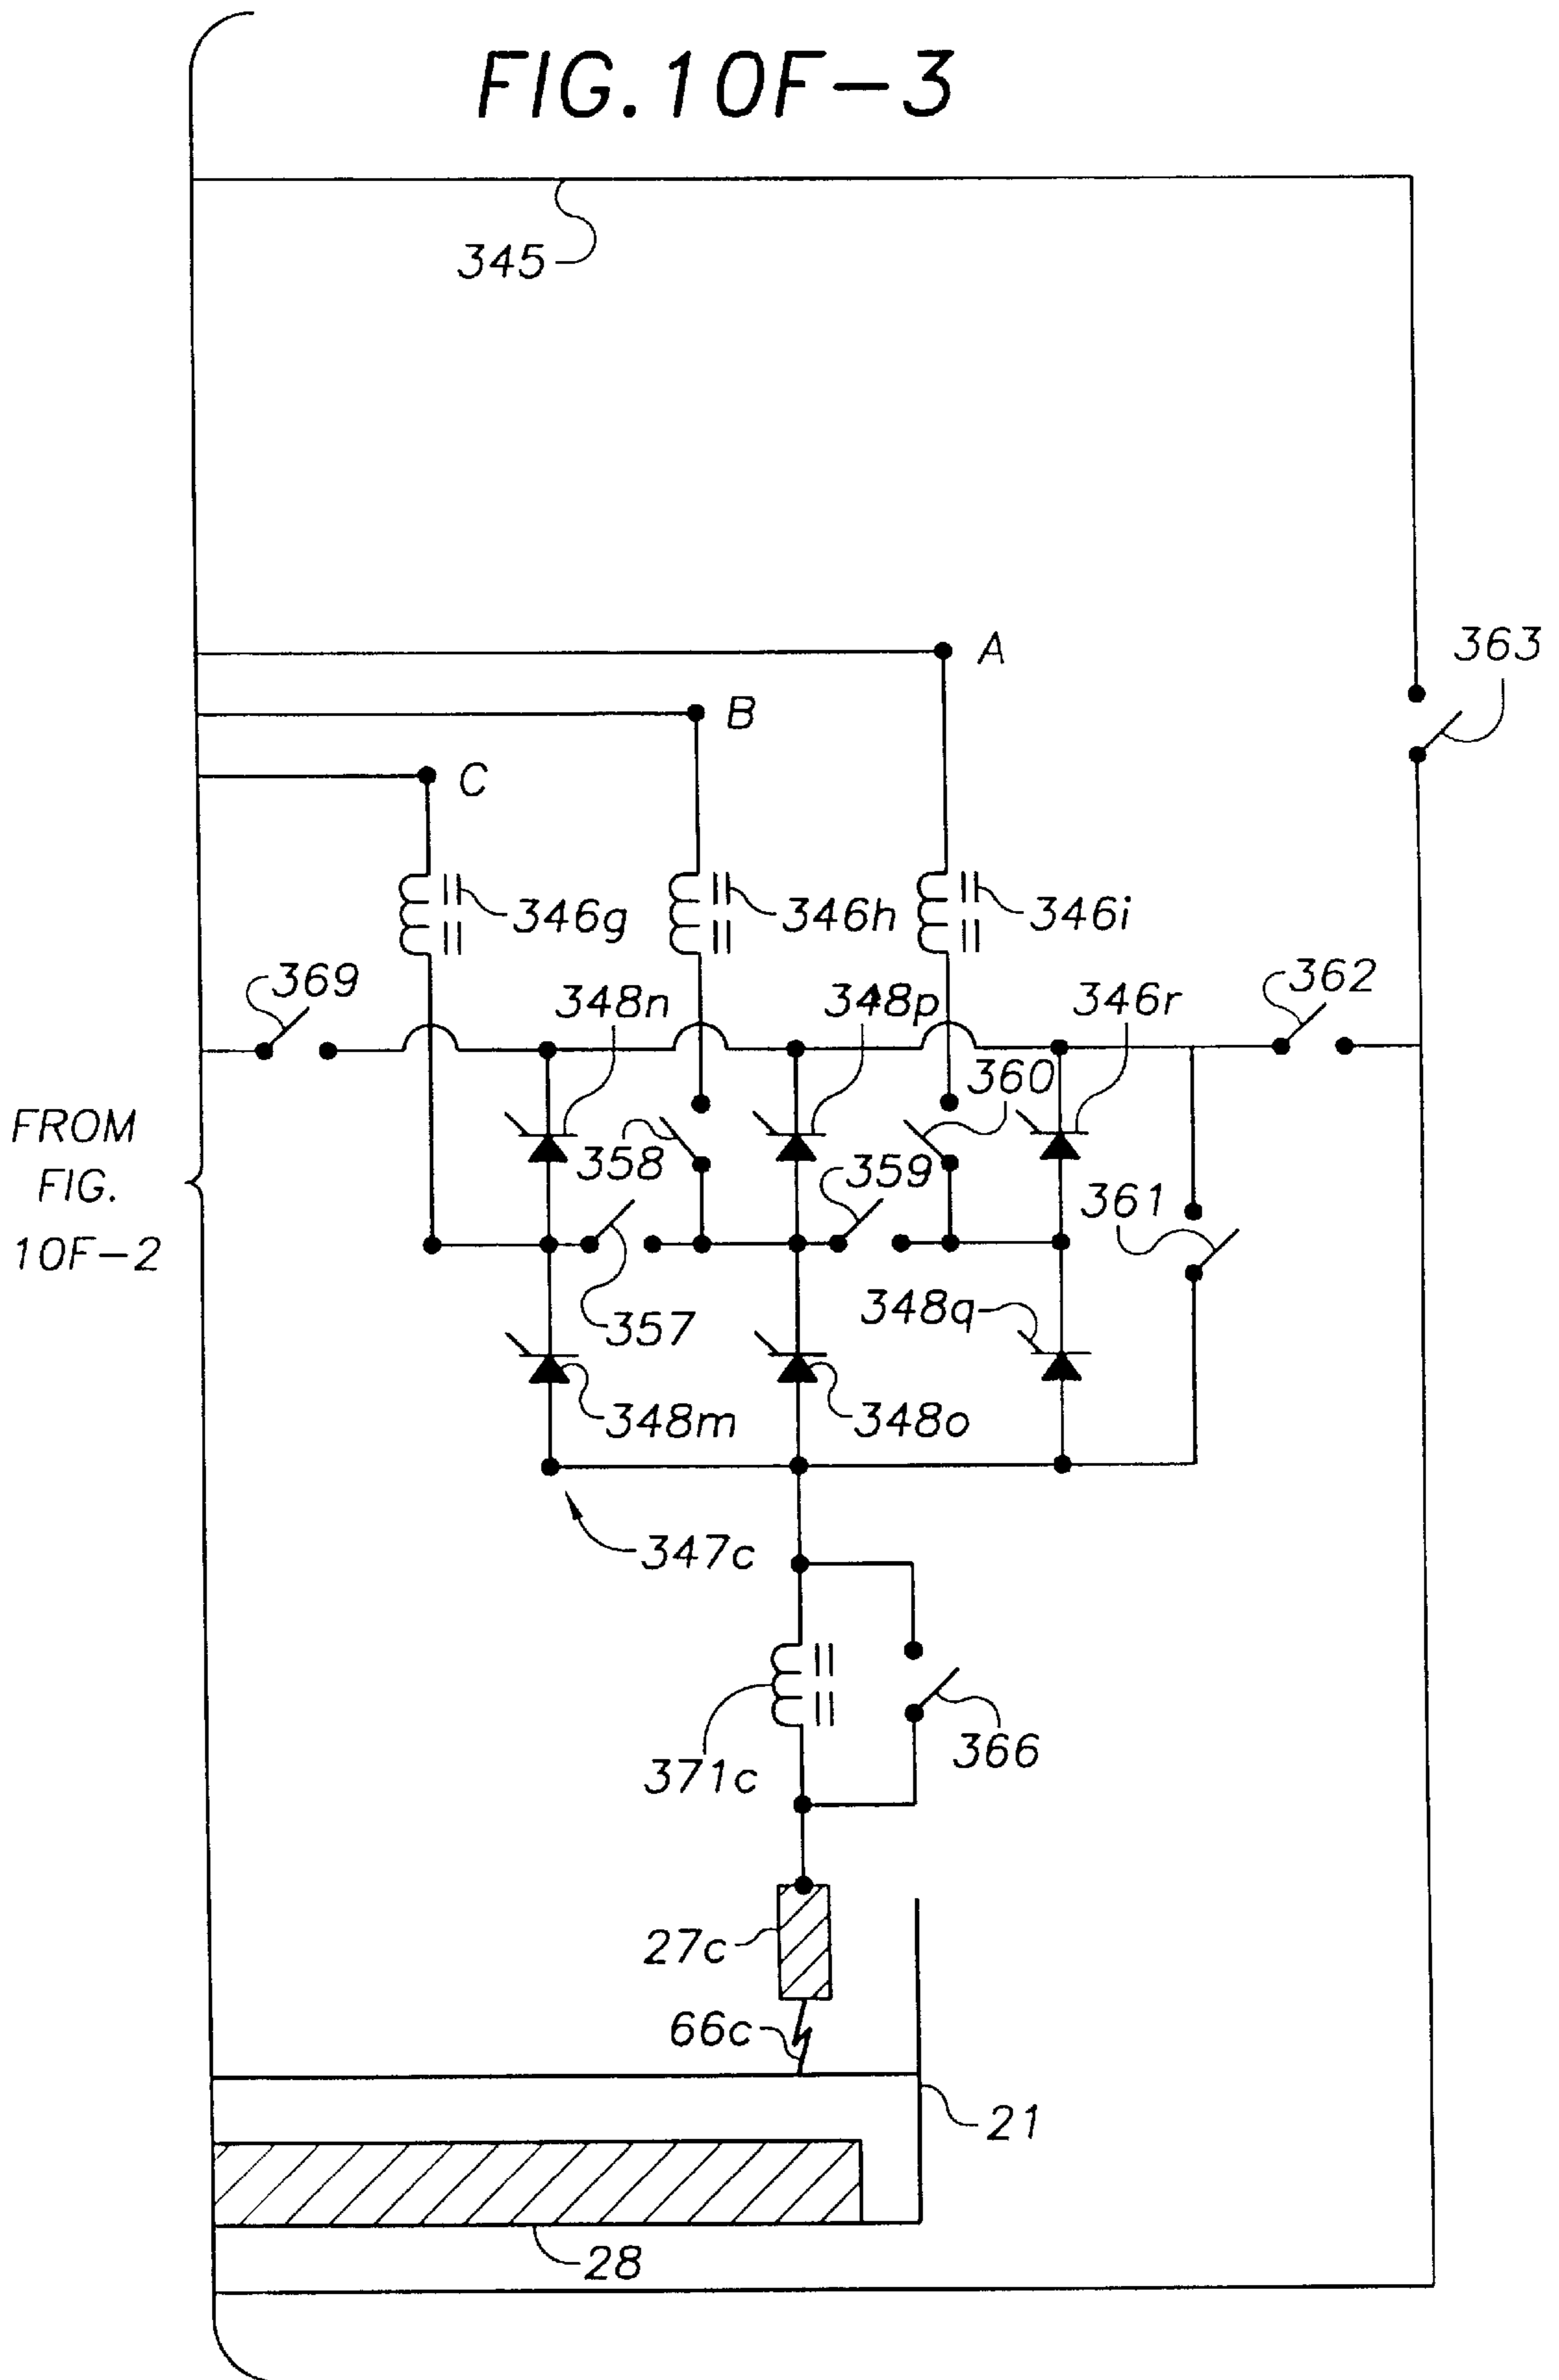 FIG.10F-3
345
363
A
B
C
346g
346h
346i
369
348n
348p
346r
362
FROM
FIG.
10F-2
358
360
359
361
357
348q
348m
348o
347c
371c
366
27c
66c
21
28